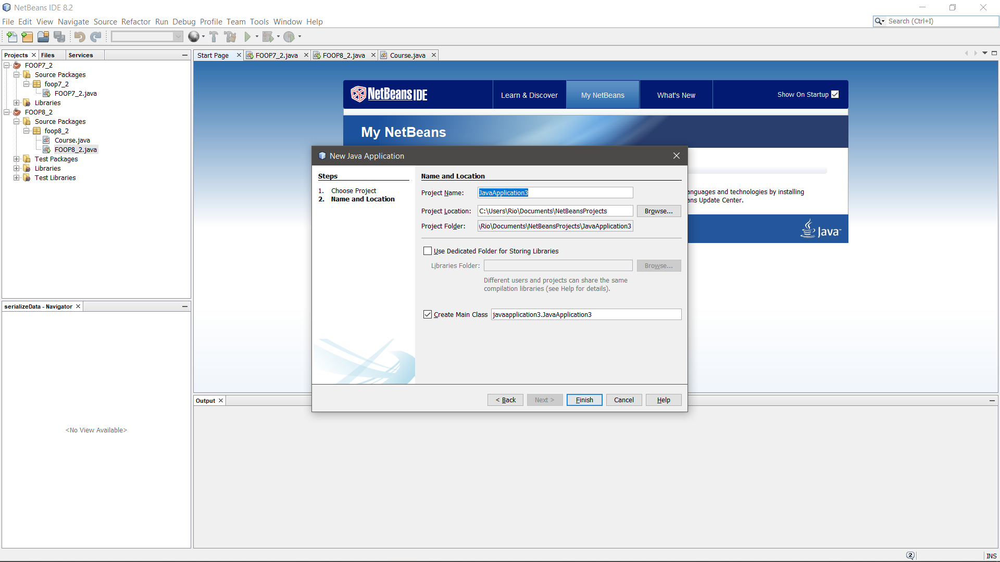 NetBeans IDE 8.2
File Edit View Navigate Source Refactor Run Debug Profile Team Tools Window Help
Search (Ctrl+I)
Projects Files Services
FOOP7_2
Source Packages
foop7_2
FOOP7_2.java
Libraries
FOOP8_2
Source Packages
foop8_2
Course.java
FOOP8_2.java
Test Packages
Libraries
Test Libraries
serializeData - Navigator
<No View Available>
Start Page FOOP7_2.java FOOP8_2.java Course.java
NetBeans IDE
Learn & Discover My NetBeans What's New Show On Startup
My NetBeans
anguages and technologies by installing
ans Update Center.
Java
New Java Application
Steps
1. Choose Project
2. Name and Location
Name and Location
Project Name: JavaApplication3
Project Location: C:\Users\Rio\Documents\NetBeansProjects Browse...
Project Folder: \Rio\Documents\NetBeansProjects\JavaApplication3
Use Dedicated Folder for Storing Libraries
Libraries Folder: Browse...
Different users and projects can share the same
compilation libraries (see Help for details).
Create Main Class javaapplication3.JavaApplication3
< Back Next > Finish Cancel Help
Output
2 INS